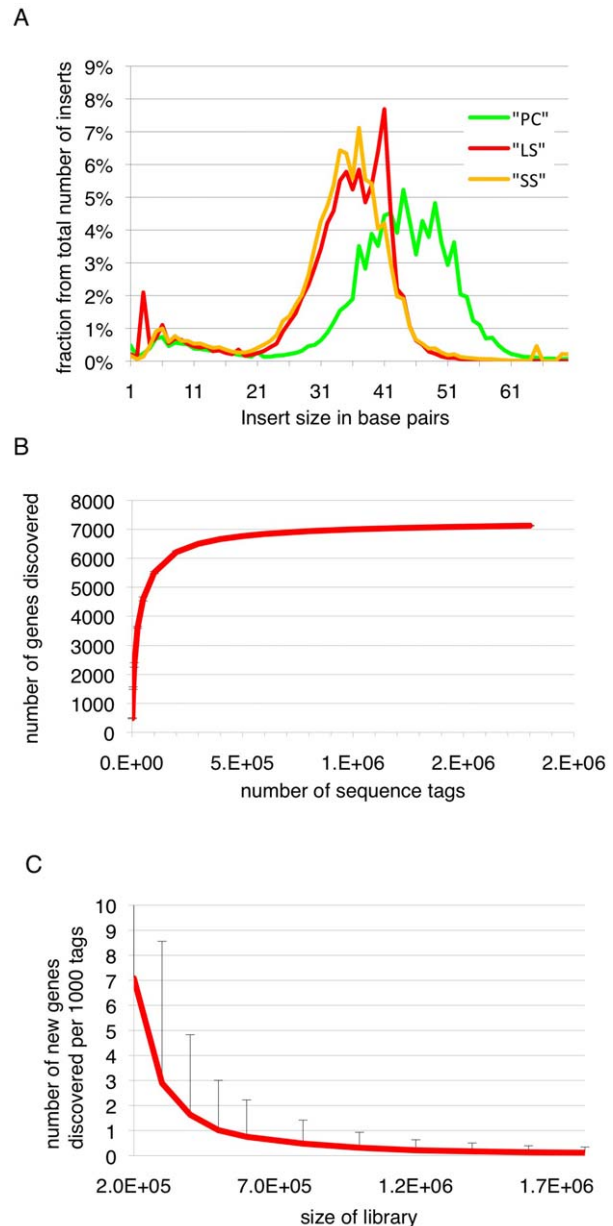 A
fraction from total number of inserts
9%
8%
7%
6%
5%
4%
3%
2%
1%
0%
"PC"
"LS"
"SS"
1 11 21 31 41 51 61
Insert size in base pairs
B
number of genes discovered
8000
7000
6000
5000
4000
3000
2000
1000
0
0.E+00 5.E+05 1.E+06 2.E+06 2.E+06
number of sequence tags
C
number of new genes
discovered per 1000 tags
10
9
8
7
6
5
4
3
2
1
0
2.0E+05 7.0E+05 1.2E+06 1.7E+06
size of library